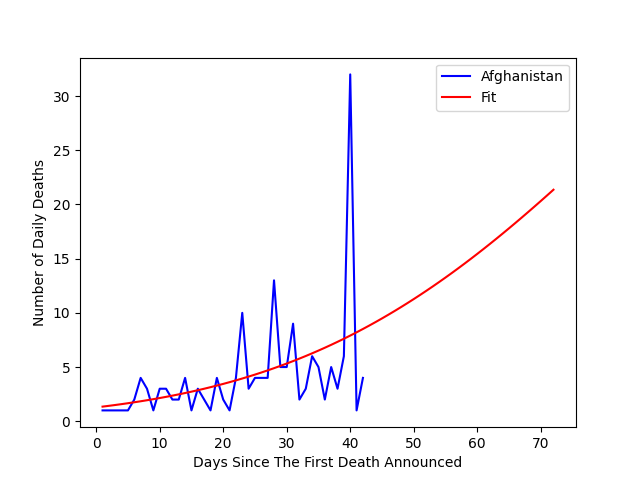 Afghanistan
Fit
Number of Daily Deaths
30
25
20
15
10
5
0
0 10 20 30 40 50 60 70
Days Since The First Death Announced